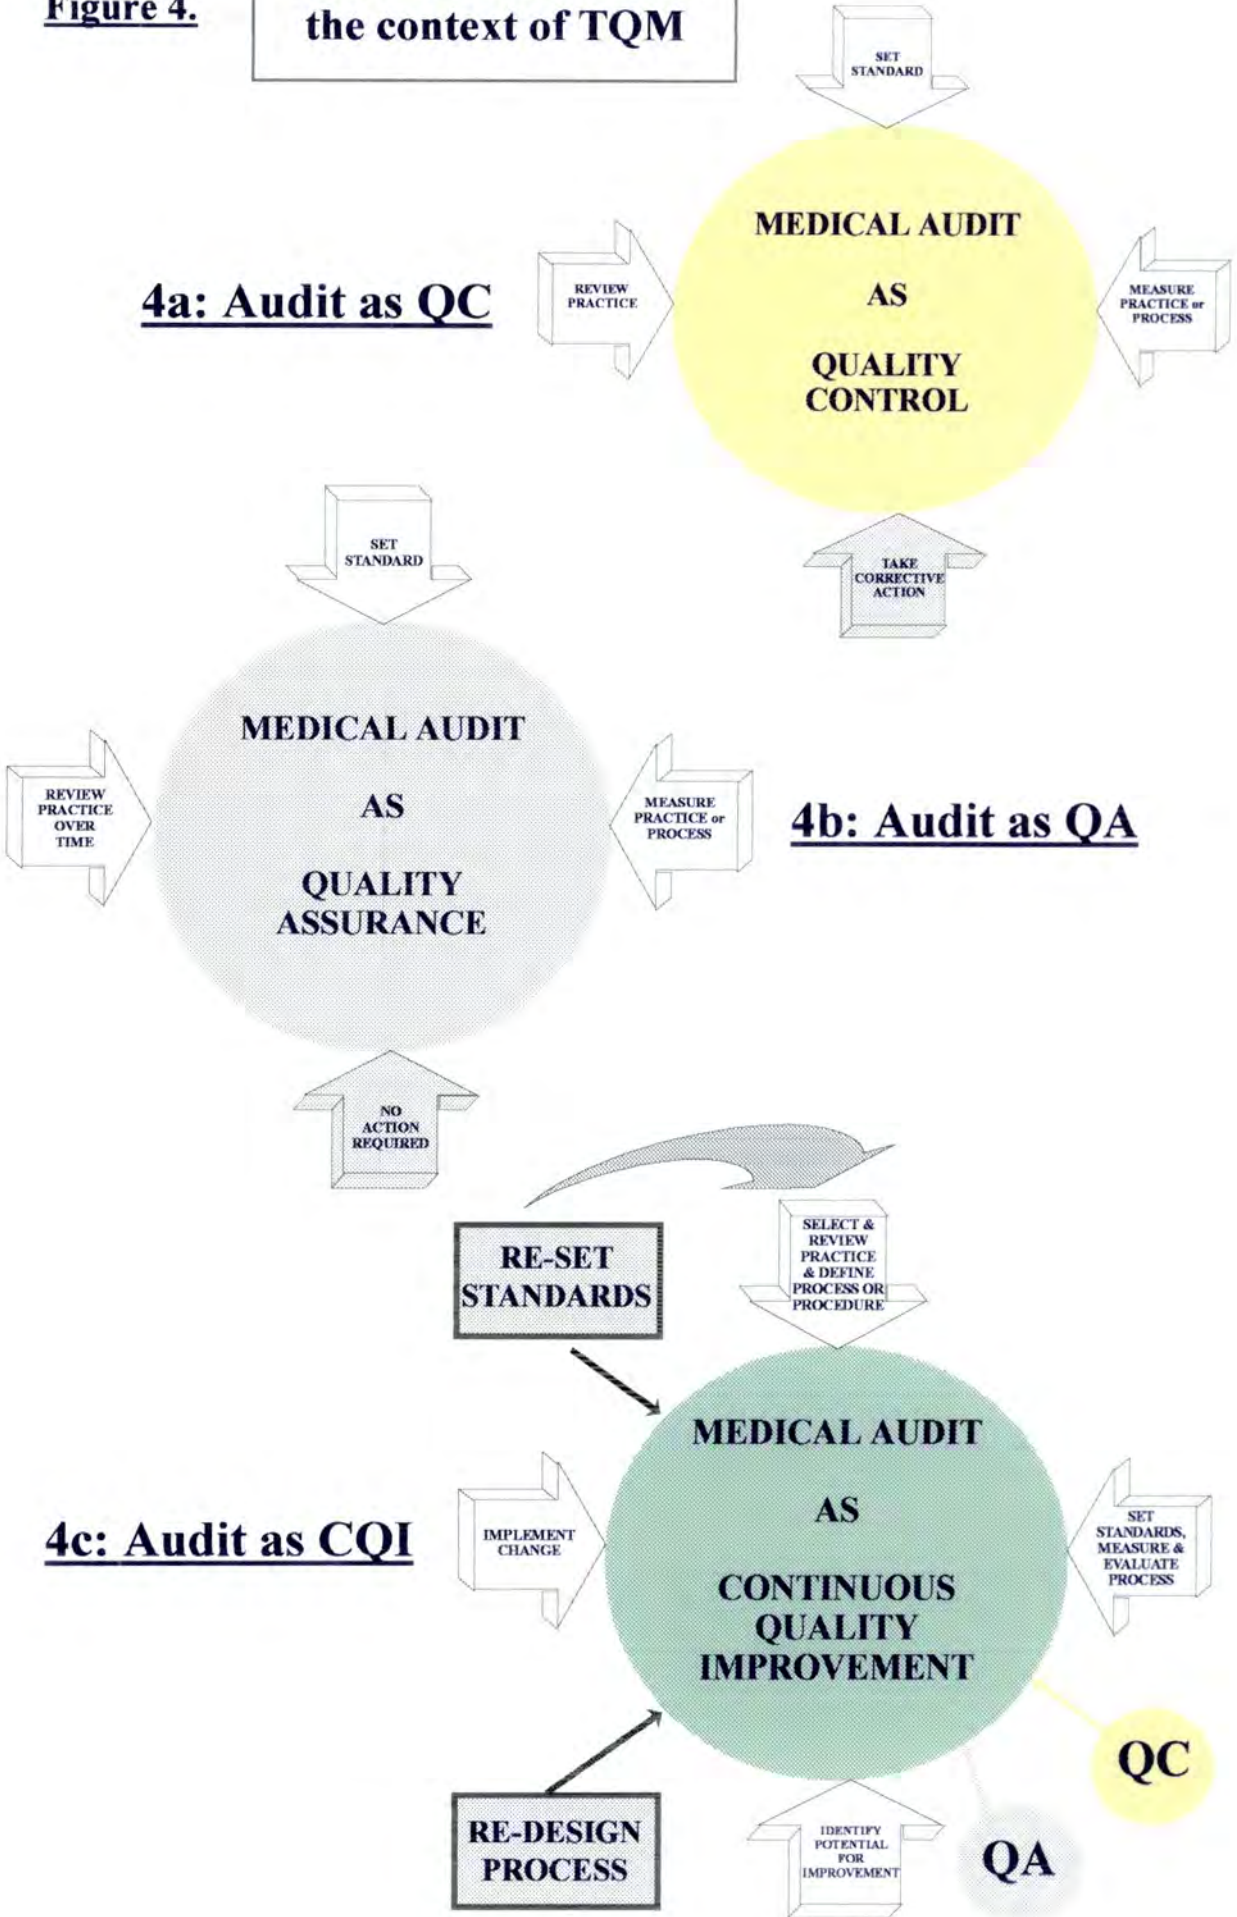 Figure 4.
the context of TQM
SET
STANDARD
MEDICAL AUDIT
AS
QUALITY
CONTROL
4a: Audit as QC
REVIEW
PRACTICE
MEASURE
PRACTICE or
PROCESS
TAKE
CORRECTIVE
ACTION
SET
STANDARD
MEDICAL AUDIT
AS
QUALITY
ASSURANCE
REVIEW
PRACTICE
OVER
TIME
MEASURE
PRACTICE or
PROCESS
4b: Audit as QA
NO
ACTION
REQUIRED
RE-SET
STANDARDS
SELECT &
REVIEW
PRACTICE
& DEFINE
PROCESS OR
PROCEDURE
MEDICAL AUDIT
AS
CONTINUOUS
QUALITY
IMPROVEMENT
4c: Audit as CQI
IMPLEMENT
CHANGE
SET
STANDARDS,
MEASURE &
EVALUATE
PROCESS
QC
RE-DESIGN
PROCESS
IDENTIFY
POTENTIAL
FOR
IMPROVEMENT
QA